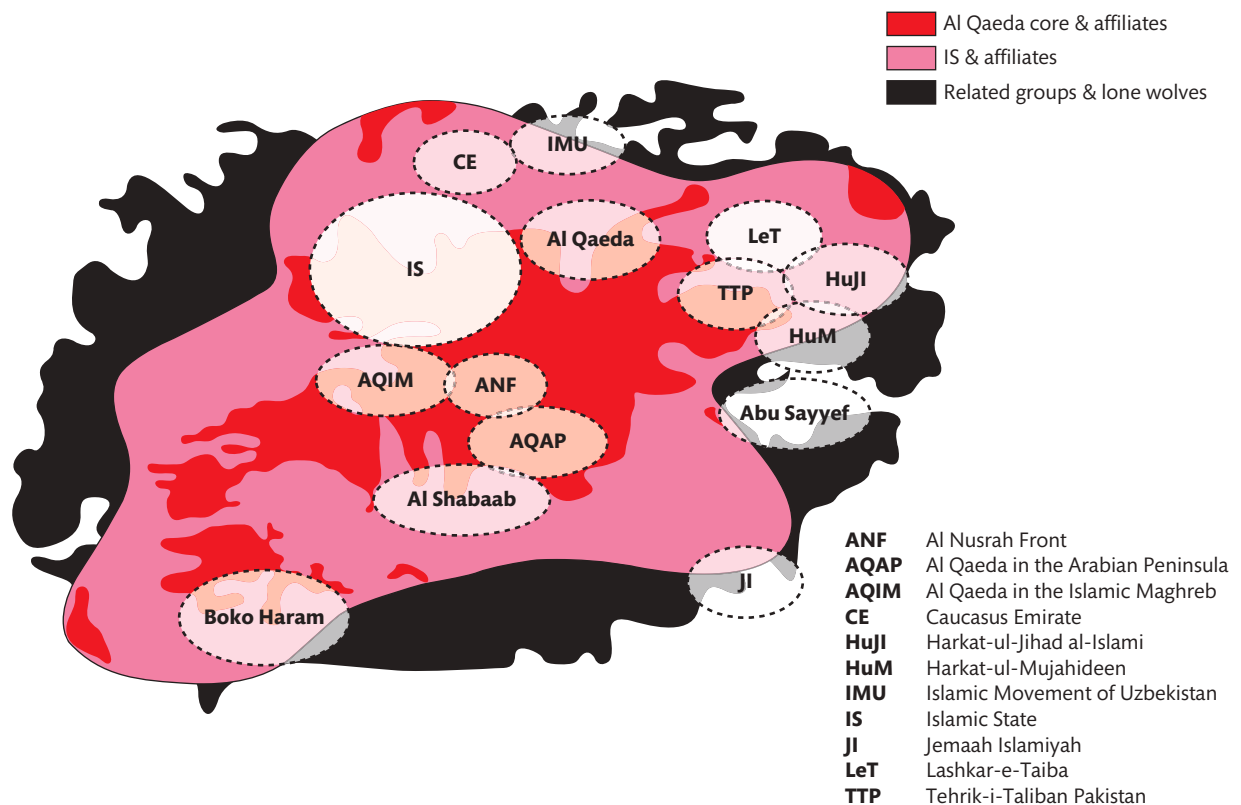 Al Qaeda core & affiliates
IS & affiliates
Related groups & lone wolves
IMU
CE
Al Qaeda
LeT
IS
HuJI
TTP
HuM
AQIM
ANF
Abu Sayyef
AQAP
Al Shabaab
JI
Boko Haram
ANF Al Nusrah Front
AQAP Al Qaeda in the Arabian Peninsula
AQIM Al Qaeda in the Islamic Maghreb
CE Caucasus Emirate
HuJI Harkat-ul-Jihad al-Islami
HuM Harkat-ul-Mujahideen
IMU Islamic Movement of Uzbekistan
IS Islamic State
JI Jemaah Islamiyah
LeT Lashkar-e-Taiba
TTP Tehrik-i-Taliban Pakistan